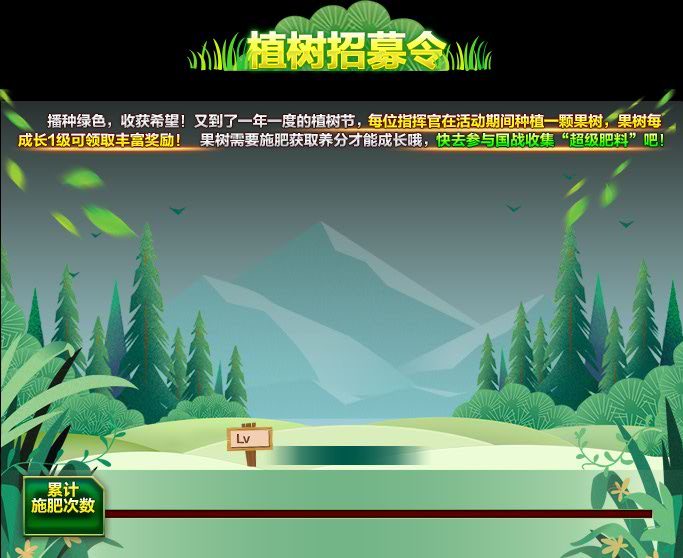 植树招募令
播种绿色，收获希望！又到了一年一度的植树节，每位指挥官在活动期间种植一颗果树，果树每
成长1级可领取丰富奖励！ 果树需要施肥获取养分才能成长哦，快去参与国战收集“超级肥料”吧！
Lv
累计
施肥次数